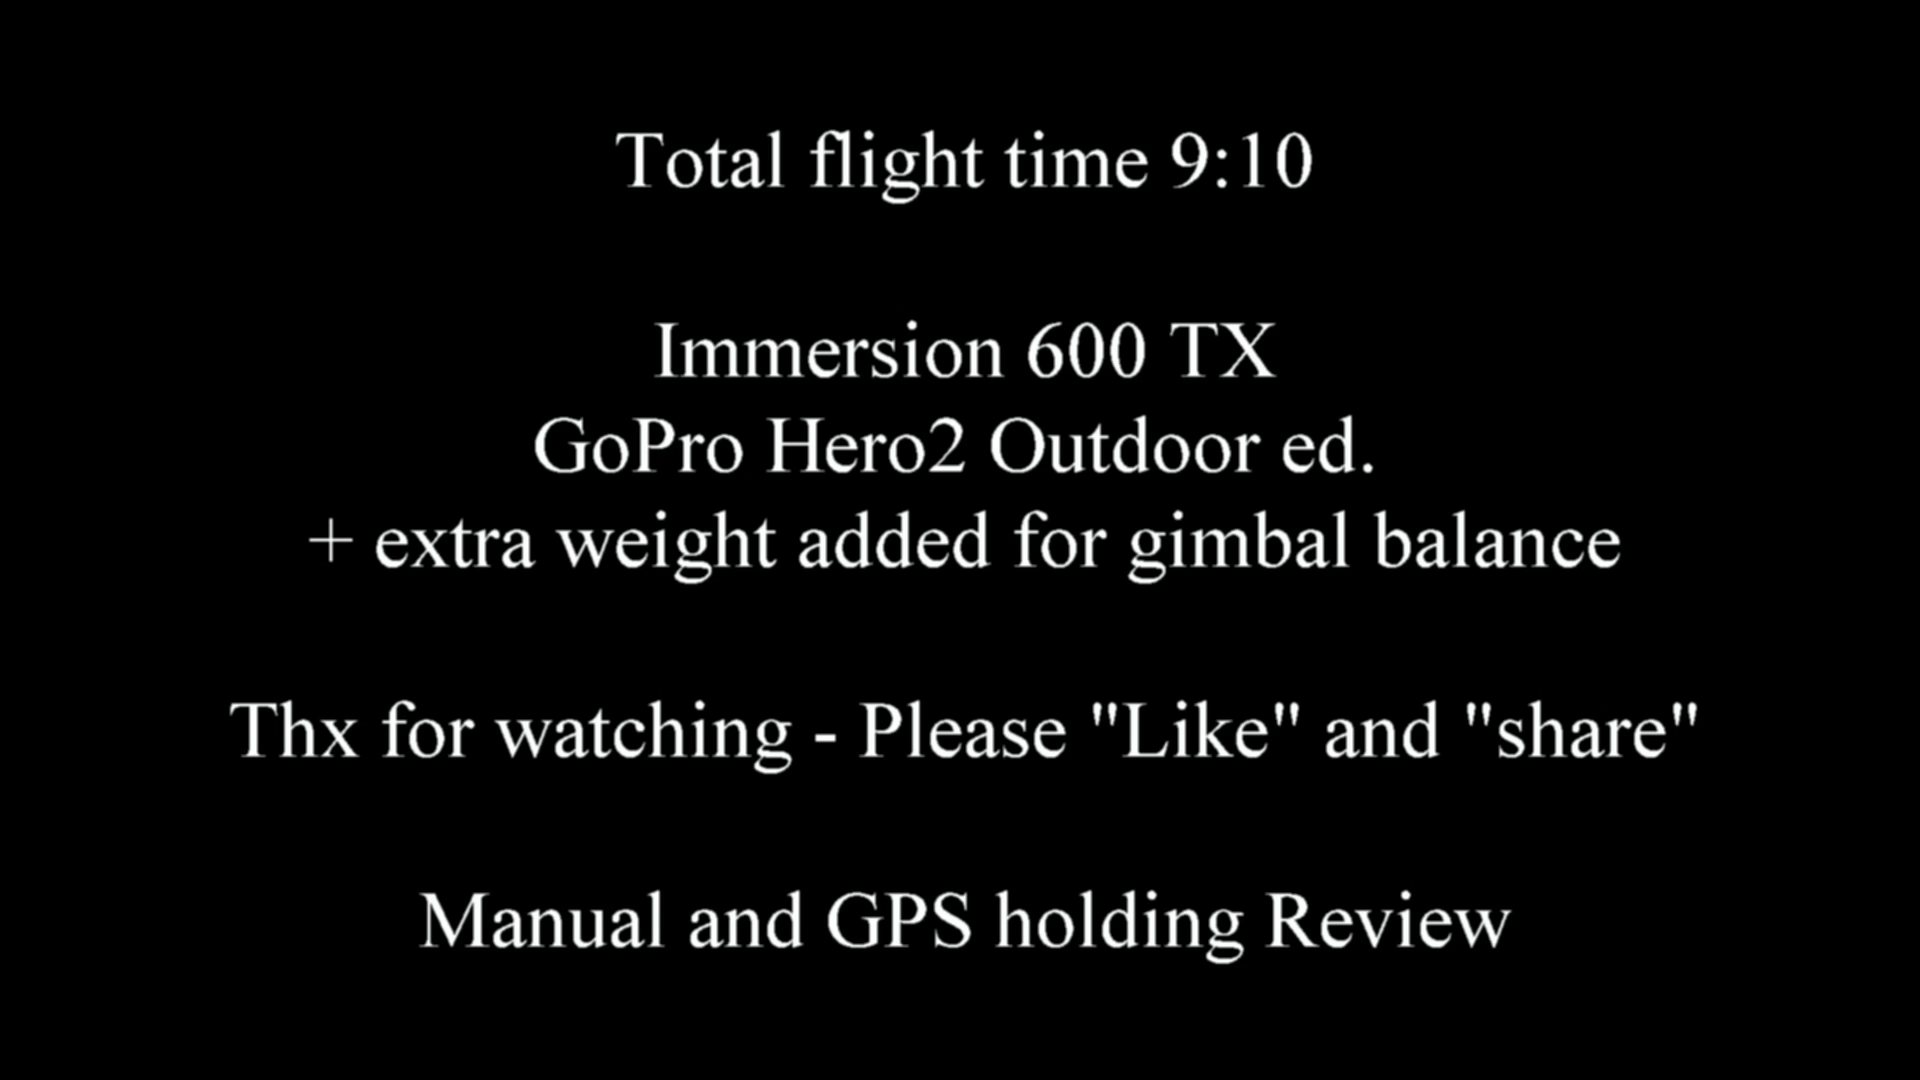 Total flight time 9:10
Immersion 600 TX
GoPro Hero2 Outdoor ed.
+ extra weight added for gimbal balance
Thx for watching - Please "Like" and "share"
Manual and GPS holding Review